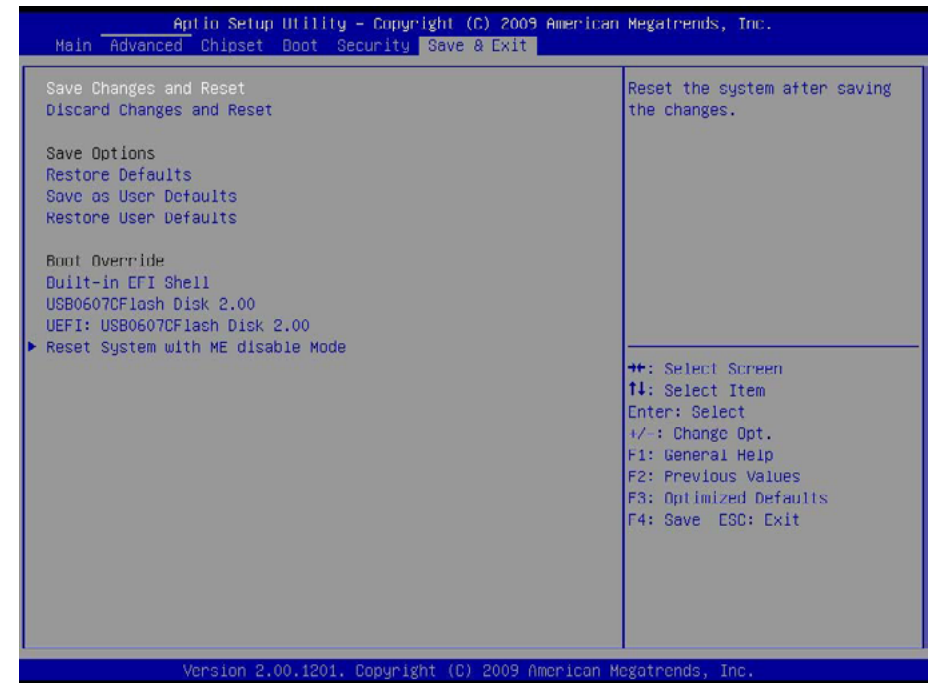 Aptio Setup Utility – Copyright (C) 2009 American Megatrends, Inc.
Main Advanced Chipset Boot Security Save & Exit
Save Changes and Reset
Discard Changes and Reset
Save Options
Restore Defaults
Save as User Defaults
Restore User Defaults
Boot Override
Built-in EFI Shell
USB0607CFlash Disk 2.00
UEFI: USB0607CFlash Disk 2.00
▶ Reset System with ME disable Mode
Reset the system after saving
the changes.
→←: Select Screen
↑↓: Select Item
Enter: Select
+/-: Change Opt.
F1: General Help
F2: Previous Values
F3: Optimized Defaults
F4: Save ESC: Exit
Version 2.00.1201. Copyright (C) 2009 American Megatrends, Inc.